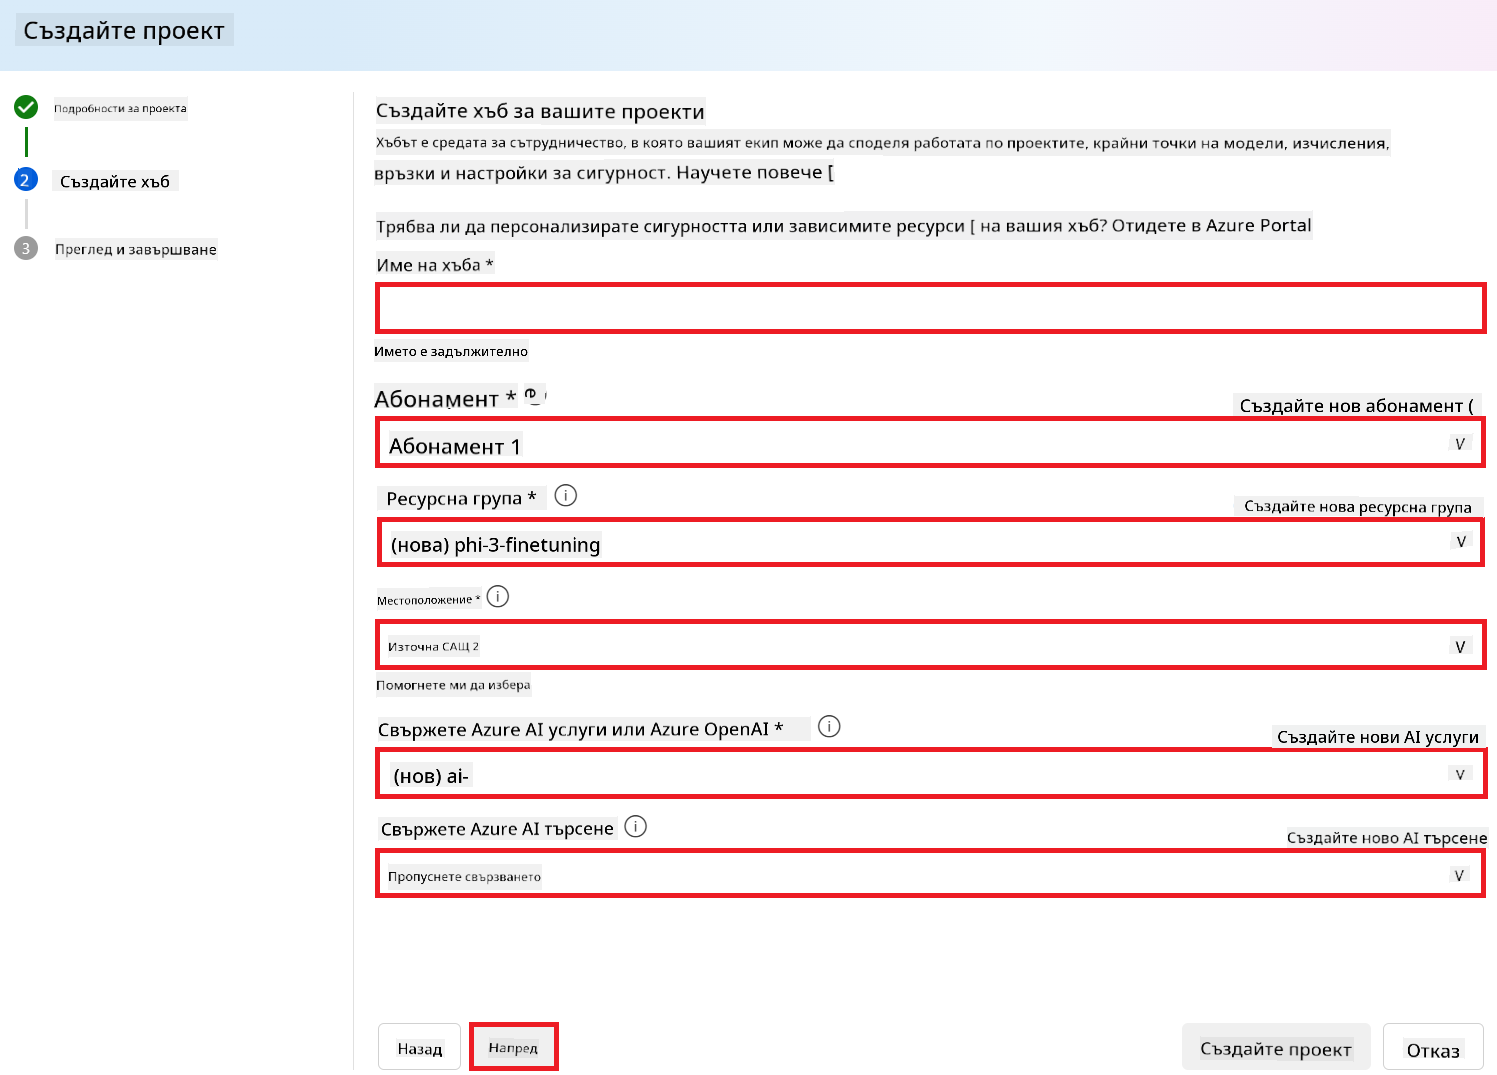 Създайте проект
Подробности за проекта
2
Създайте хъб
3
Преглед и завършване
Създайте хъб за вашите проекти
Хъбът е средата за сътрудничество, в която вашият екип може да споделя работата по проектите, крайни точки на модели, изчисления,
връзки и настройки за сигурност. Научете повече [
Трябва ли да персонализирате сигурността или зависимите ресурси [ на вашия хъб? Отидете в Azure Portal
Име на хъба *
Името е задължително
Абонамент *
Създайте нов абонамент (
Абонамент 1
V
Ресурсна група *
Създайте нова ресурсна група
(нова) phi-3-finetuning
V
Местоположение *
Източна САЩ 2
V
Помогнете ми да избера
Свържете Azure AI услуги или Azure OpenAI *
Създайте нови AI услуги
(нов) ai-
V
Свържете Azure AI търсене
Създайте ново AI търсене
Пропуснете свързването
V
Назад
Напред
Създайте проект
Отказ